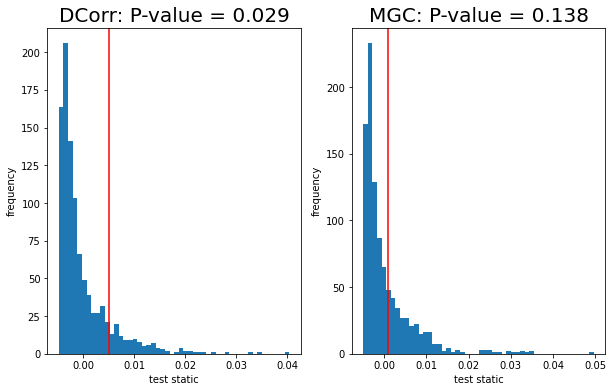 DCorr: P-value = 0.029
frequency
200
175
150
125
100
75
50
25
0
0.00 0.01 0.02 0.03 0.04
test static
MGC: P-value = 0.138
frequency
200
150
100
50
0
0.00 0.01 0.02 0.03 0.04 0.05
test static